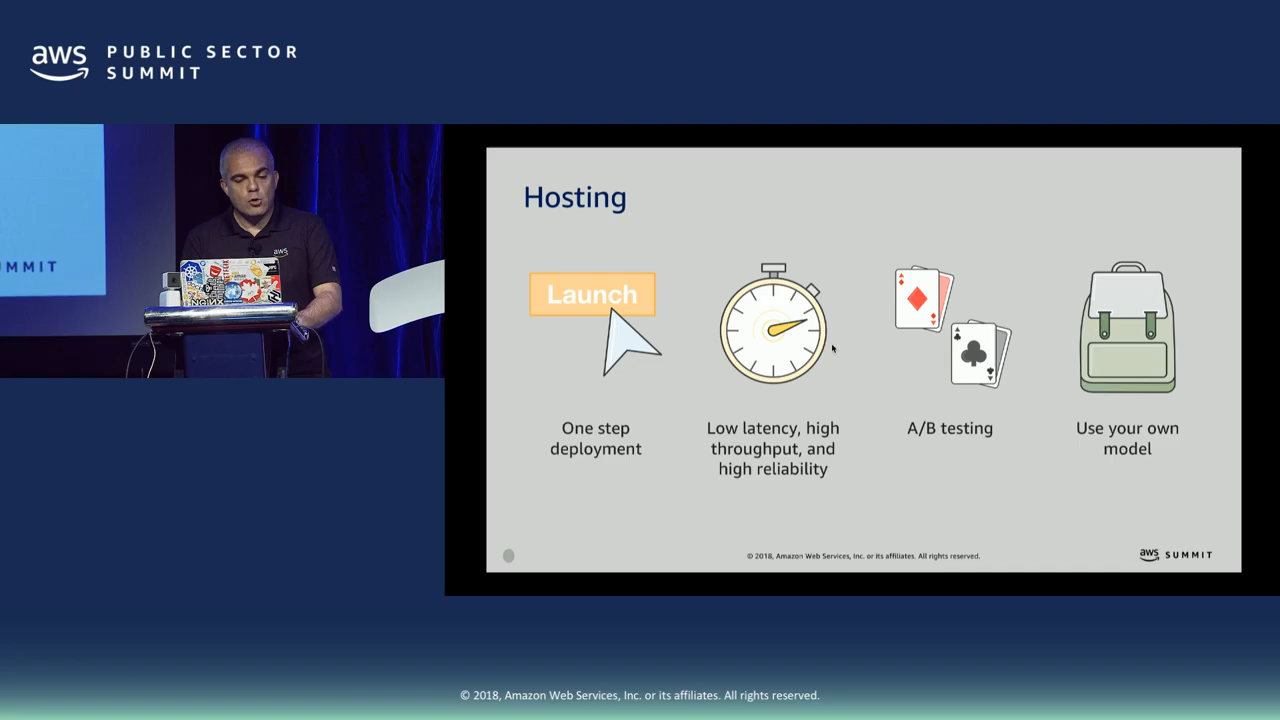 aws
PUBLIC SECTOR
SUMMIT
MMIT
aws
NGINX
Hosting
Launch
One step
deployment
Low latency, high
throughput, and
high reliability
A/B testing
Use your own
model
© 2018, Amazon Web Services, Inc. or its affiliates. All rights reserved.
aws SUMMIT
© 2018, Amazon Web Services, Inc. or its affiliates. All rights reserved.